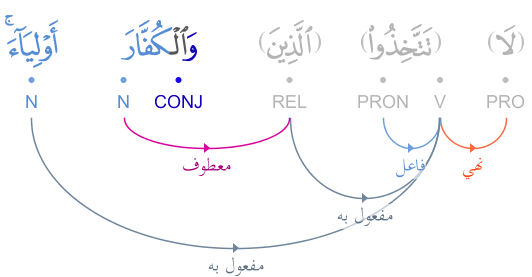 (لَا) (تَتَّخِذُوا۟) (ٱلَّذِينَ) وَٱلْكُفَّارَ أَوْلِيَآءَ ۚ
PRO V PRON REL CONJ N N
نهي فاعل معطوف
مفعول به
مفعول به